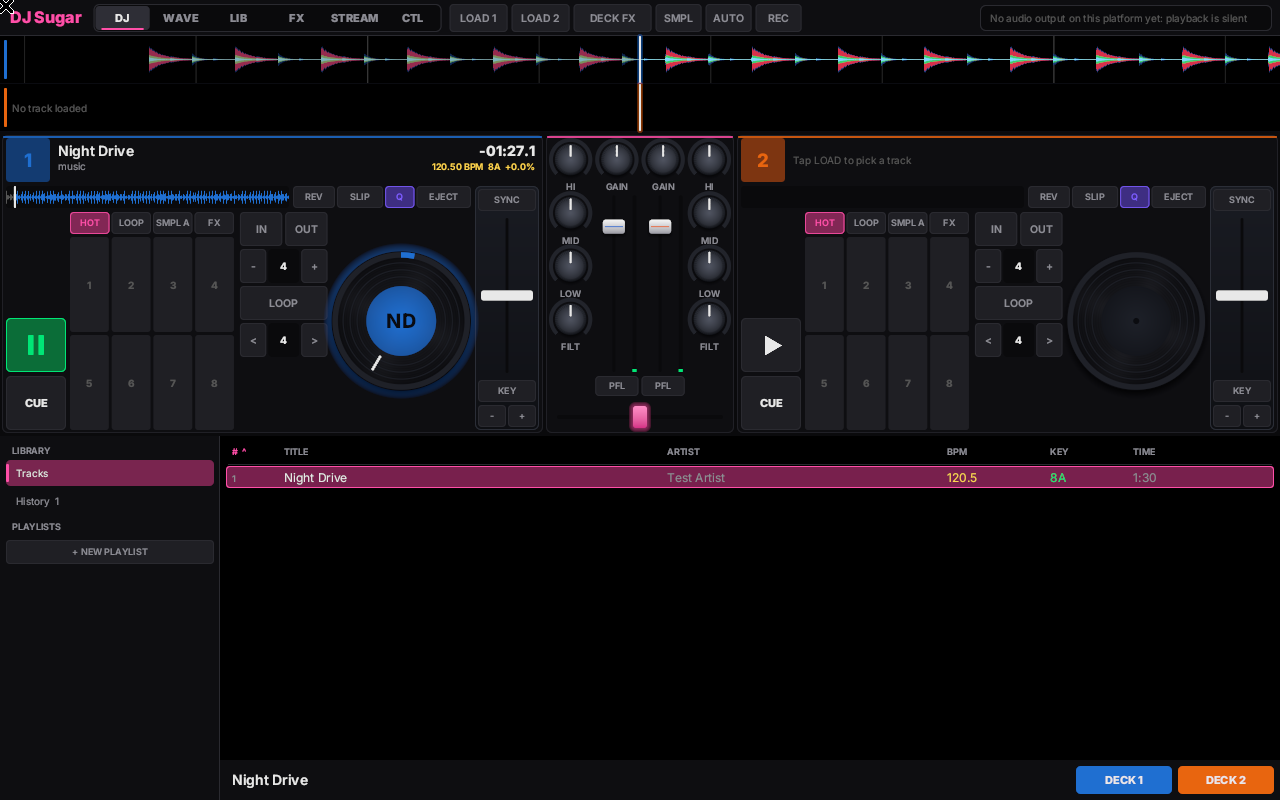 DJ Sugar DJ WAVE LIB FX STREAM CTL LOAD 1 LOAD 2 DECK FX SMPL AUTO REC No audio output on this platform yet: playback is silent
No track loaded
1 Night Drive -01:27.1
music 120.50 BPM 8A +0.0%
REV SLIP Q EJECT SYNC
HOT LOOP SMPL A FX IN OUT
- 4 +
1 2 3 4
LOOP
< 4 >
ND
5 6 7 8
CUE
KEY
- +
HI GAIN GAIN HI
MID MID
LOW LOW
FILT FILT
PFL PFL
2 Tap LOAD to pick a track
REV SLIP Q EJECT SYNC
HOT LOOP SMPL A FX IN OUT
- 4 +
1 2 3 4
LOOP
< 4 >
5 6 7 8
CUE
KEY
- +
LIBRARY
Tracks
History 1
PLAYLISTS
+ NEW PLAYLIST
# ^ TITLE ARTIST BPM KEY TIME
1 Night Drive Test Artist 120.5 8A 1:30
Night Drive DECK 1 DECK 2